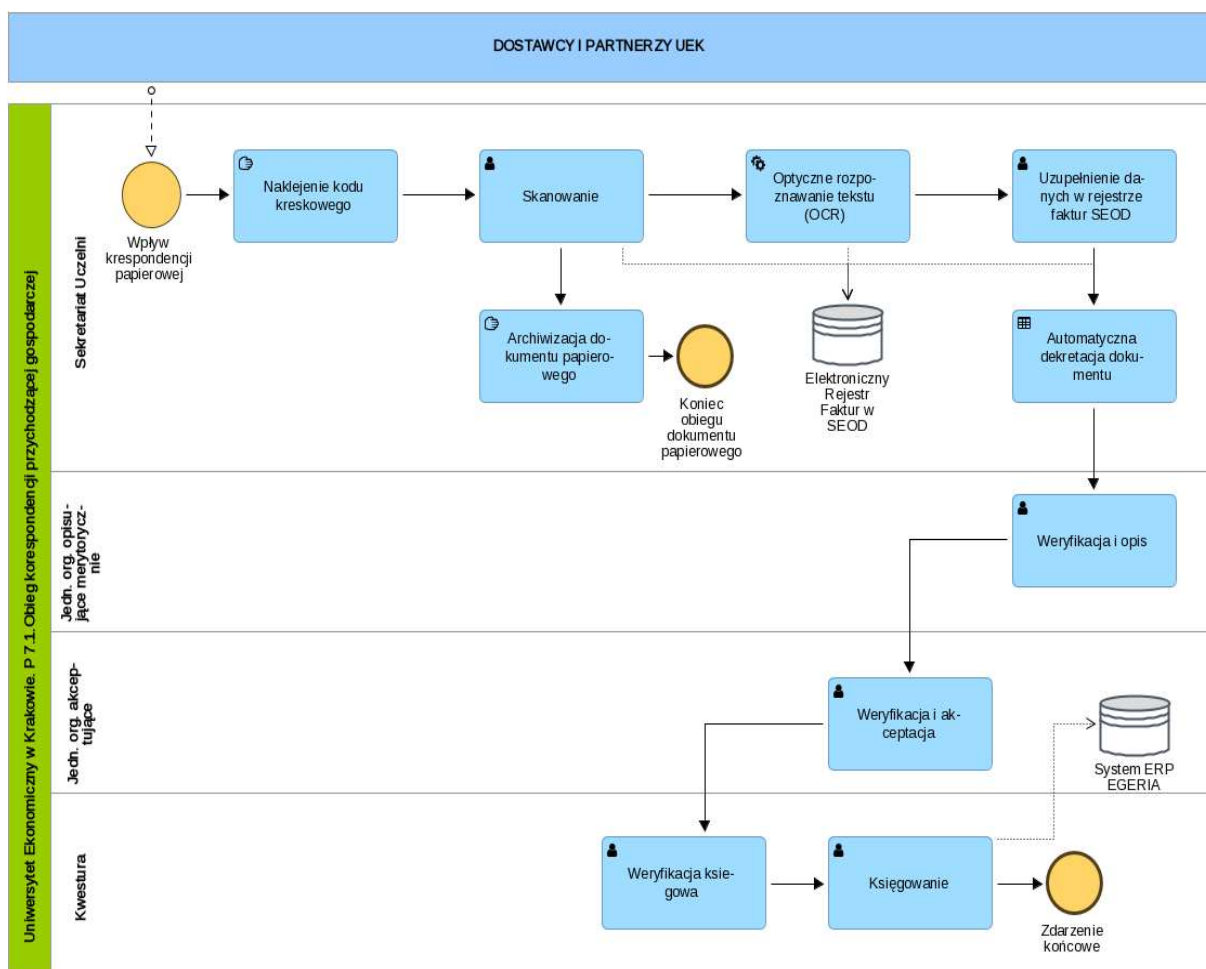 DOSTAWCY I PARTNERZY UEK
Uniwersytet Ekonomiczny w Krakowie. P 7.1.Obieg korespondencji przychodzącej gospodarczej
Sekretariat Uczelni
Wpływ
krespondencji
papierowej
Naklejenie kodu
kreskowego
Skanowanie
Optyczne rozpo-
znawanie tekstu
(OCR)
Uzupełnienie da-
nych w rejestrze
faktur SEOD
Archiwizacja do-
kumentu papiero-
wego
Koniec
obiegu
dokumentu
papierowego
Elektroniczny
Rejestr
Faktur w
SEOD
Automatyczna
dekretacja doku-
mentu
Jedn. org. opisu-
jące merytorycz-
nie
Weryfikacja i opis
Jedn. org. akcep-
tujące
Weryfikacja i ak-
ceptacja
System ERP
EGERIA
Kwestura
Weryfikacja ksie-
gowa
Księgowanie
Zdarzenie
końcowe